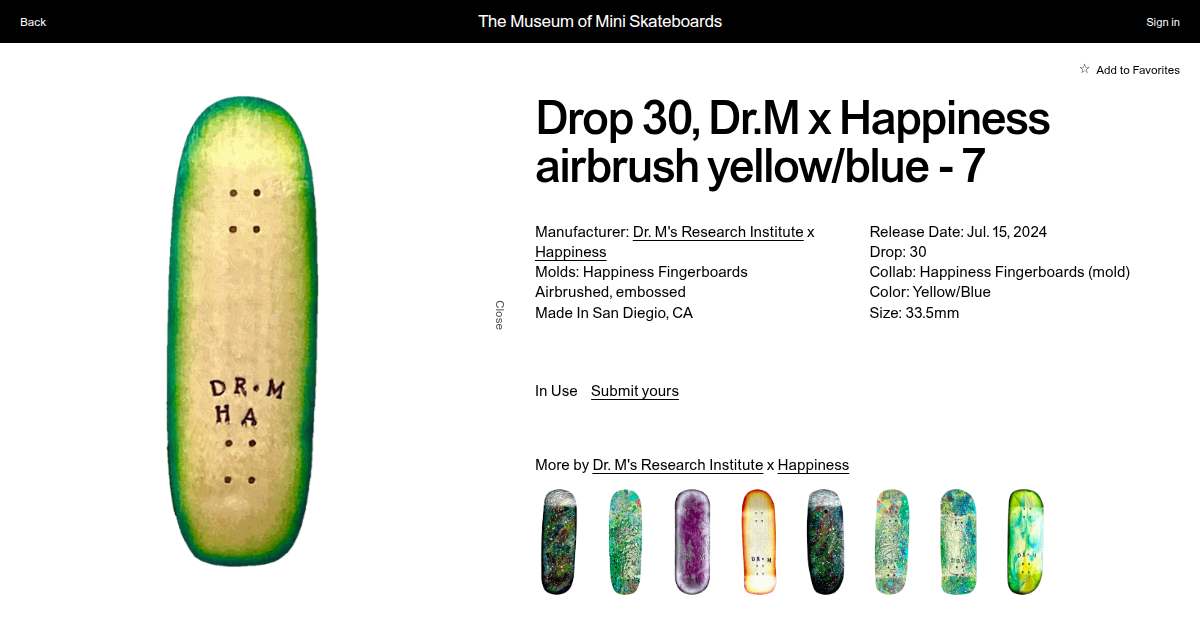 Back
The Museum of Mini Skateboards
Sign in
☆ Add to Favorites
Drop 30, Dr.M x Happiness
airbrush yellow/blue - 7
Manufacturer: Dr. M's Research Institute x
Happiness
Molds: Happiness Fingerboards
Airbrushed, embossed
Made In San Diegio, CA
Release Date: Jul. 15, 2024
Drop: 30
Collab: Happiness Fingerboards (mold)
Color: Yellow/Blue
Size: 33.5mm
Close
DR·M
HA
In Use
Submit yours
More by Dr. M's Research Institute x Happiness
DR·M